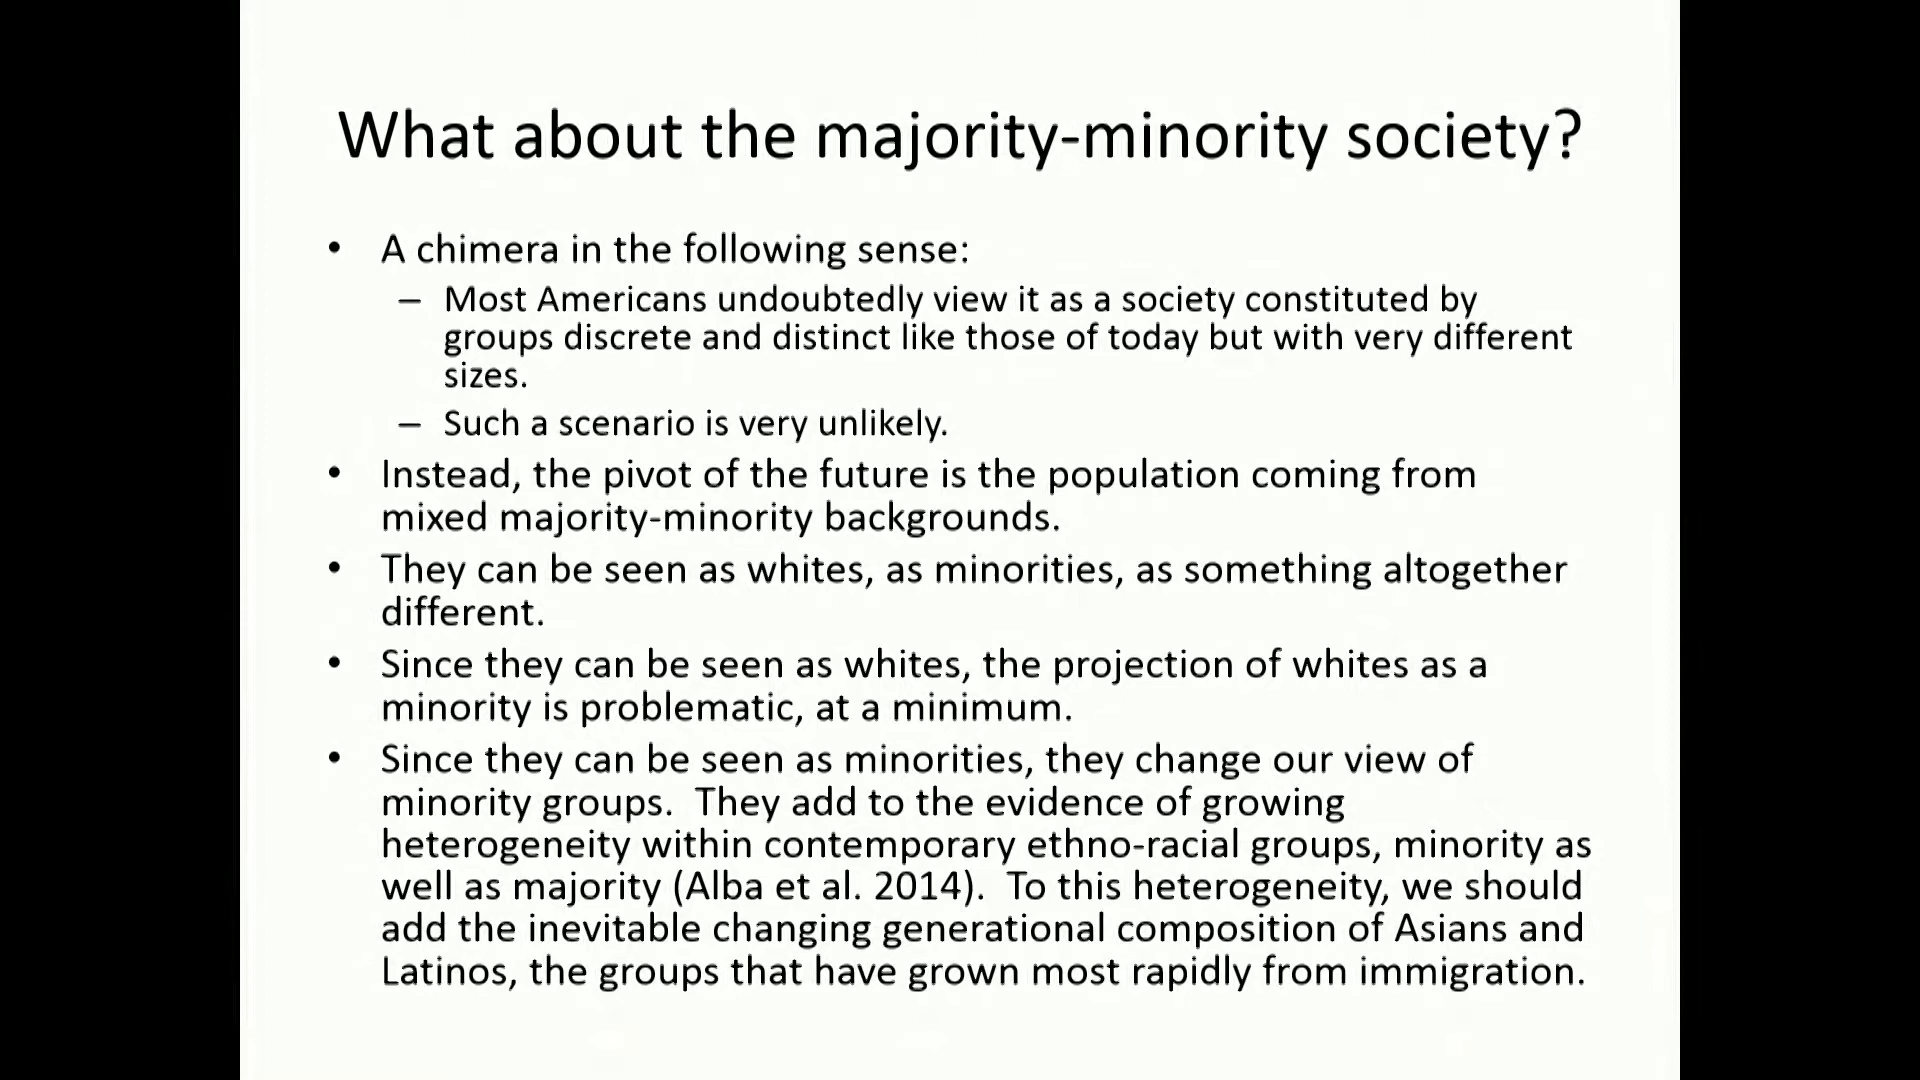 What about the majority-minority society?
• A chimera in the following sense:
– Most Americans undoubtedly view it as a society constituted by
groups discrete and distinct like those of today but with very different
sizes.
– Such a scenario is very unlikely.
• Instead, the pivot of the future is the population coming from
mixed majority-minority backgrounds.
• They can be seen as whites, as minorities, as something altogether
different.
• Since they can be seen as whites, the projection of whites as a
minority is problematic, at a minimum.
• Since they can be seen as minorities, they change our view of
minority groups.  They add to the evidence of growing
heterogeneity within contemporary ethno-racial groups, minority as
well as majority (Alba et al. 2014).  To this heterogeneity, we should
add the inevitable changing generational composition of Asians and
Latinos, the groups that have grown most rapidly from immigration.